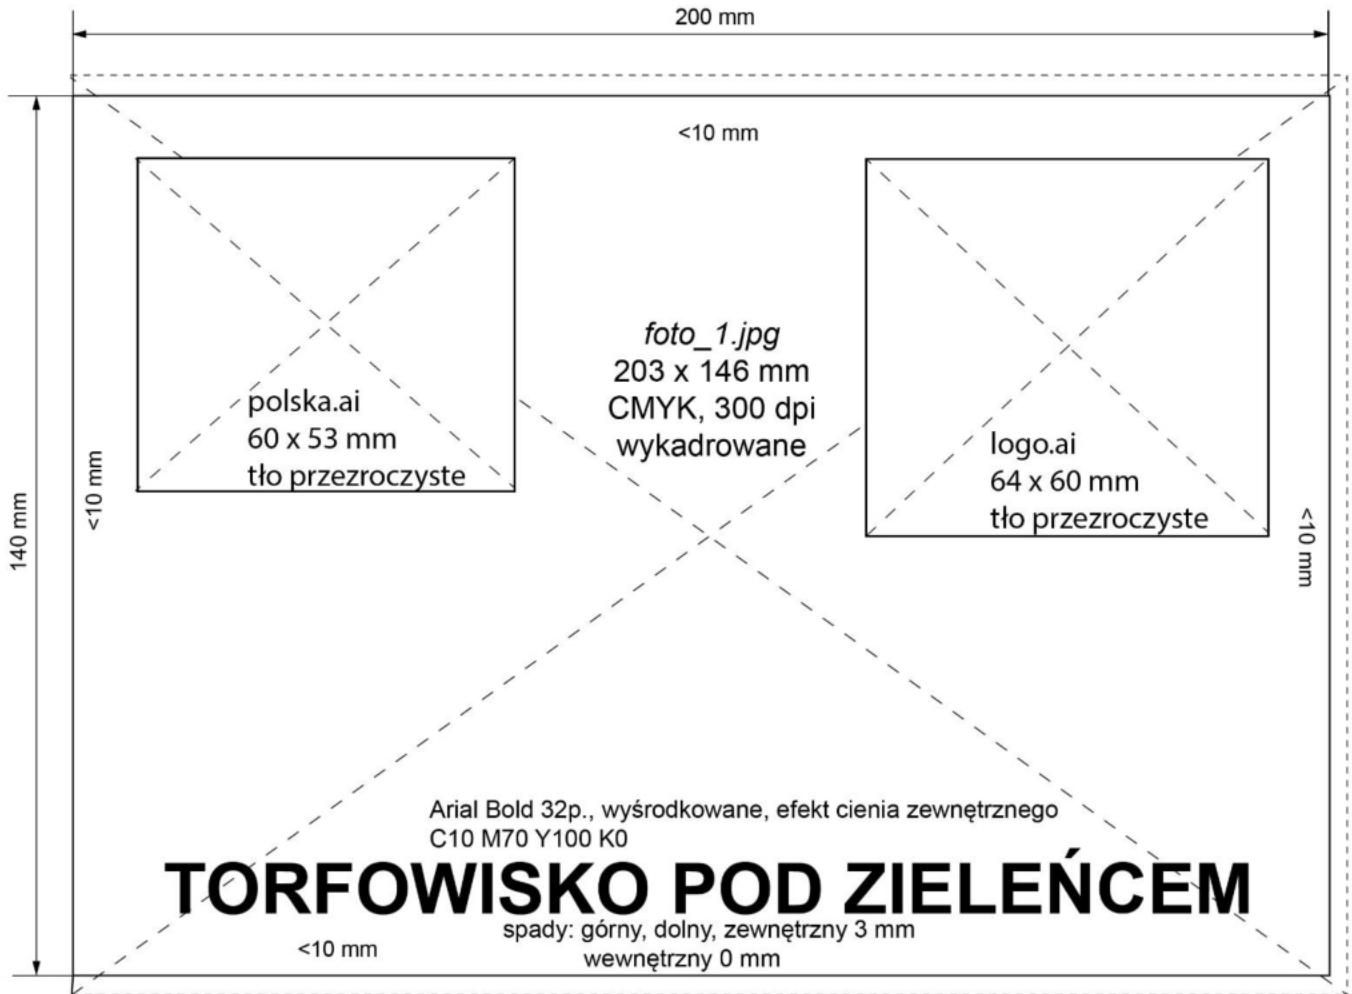 200 mm
<10 mm
foto_1.jpg
203 x 146 mm
CMYK, 300 dpi
wykadrowane
polska.ai
60 x 53 mm
tło przezroczyste
logo.ai
64 x 60 mm
tło przezroczyste
<10 mm
140 mm
<10 mm
Arial Bold 32p., wyśrodkowane, efekt cienia zewnętrznego
C10 M70 Y100 K0
TORFOWISKO POD ZIELEŃCEM
spady: górny, dolny, zewnętrzny 3 mm
<10 mm
wewnętrzny 0 mm